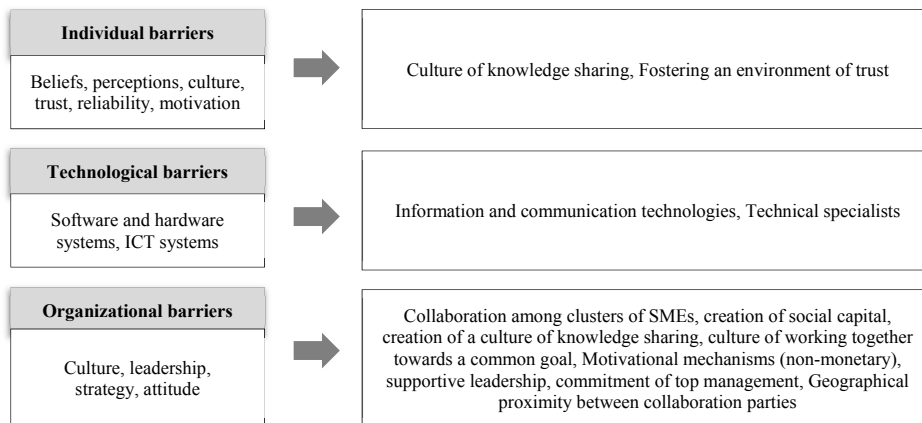 Individual barriers
Beliefs, perceptions, culture,
trust, reliability, motivation
Culture of knowledge sharing, Fostering an environment of trust
Technological barriers
Software and hardware
systems, ICT systems
Information and communication technologies, Technical specialists
Organizational barriers
Culture, leadership,
strategy, attitude
Collaboration among clusters of SMEs, creation of social capital,
creation of a culture of knowledge sharing, culture of working together
towards a common goal, Motivational mechanisms (non-monetary),
supportive leadership, commitment of top management, Geographical
proximity between collaboration parties